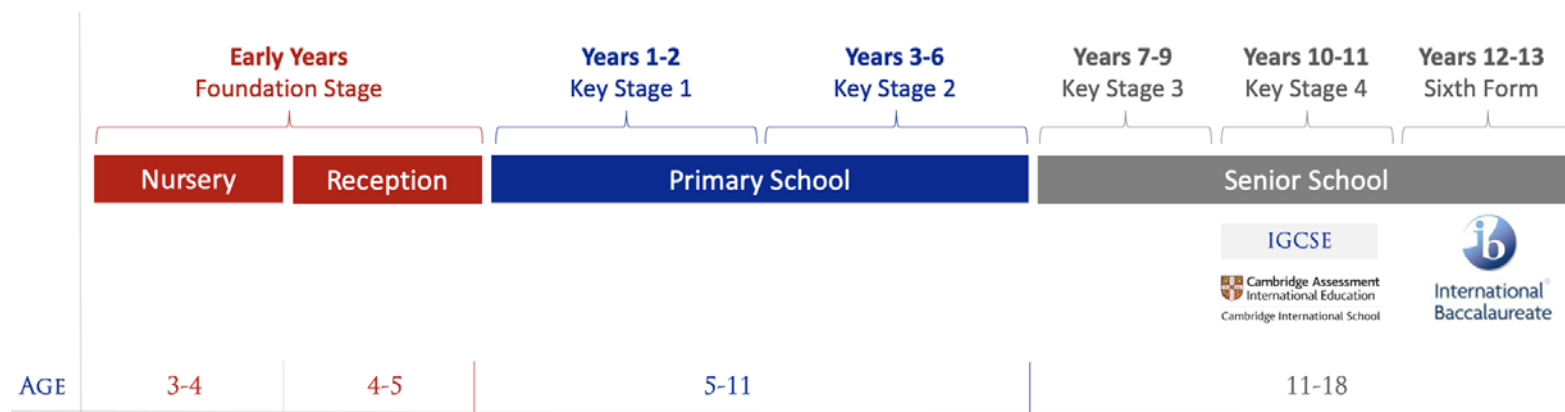 Early Years
Foundation Stage
Years 1-2
Key Stage 1
Years 3-6
Key Stage 2
Years 7-9
Key Stage 3
Years 10-11
Key Stage 4
Years 12-13
Sixth Form
Nursery
Reception
Primary School
Senior School
IGCSE
Cambridge Assessment
International Education
Cambridge International School
ib
International
Baccalaureate
®
AGE
3-4
4-5
5-11
11-18